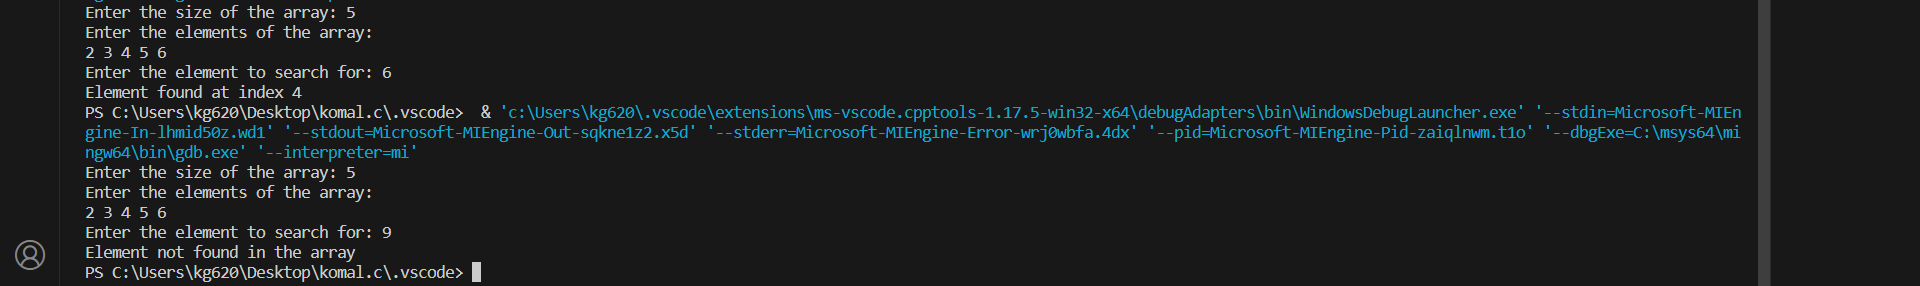 Enter the size of the array: 5
Enter the elements of the array:
2 3 4 5 6
Enter the element to search for: 6
Element found at index 4
PS C:\Users\kg620\Desktop\komal.c\.vscode>  & 'c:\Users\kg620\.vscode\extensions\ms-vscode.cpptools-1.17.5-win32-x64\debugAdapters\bin\WindowsDebugLauncher.exe' '--stdin=Microsoft-MIEn
gine-In-lhmid50z.wd1' '--stdout=Microsoft-MIEngine-Out-sqkne1z2.x5d' '--stderr=Microsoft-MIEngine-Error-wrj0wbfa.4dx' '--pid=Microsoft-MIEngine-Pid-zaiqlnwm.t1o' '--dbgExe=C:\msys64\mi
ngw64\bin\gdb.exe' '--interpreter=mi'
Enter the size of the array: 5
Enter the elements of the array:
2 3 4 5 6
Enter the element to search for: 9
Element not found in the array
PS C:\Users\kg620\Desktop\komal.c\.vscode>